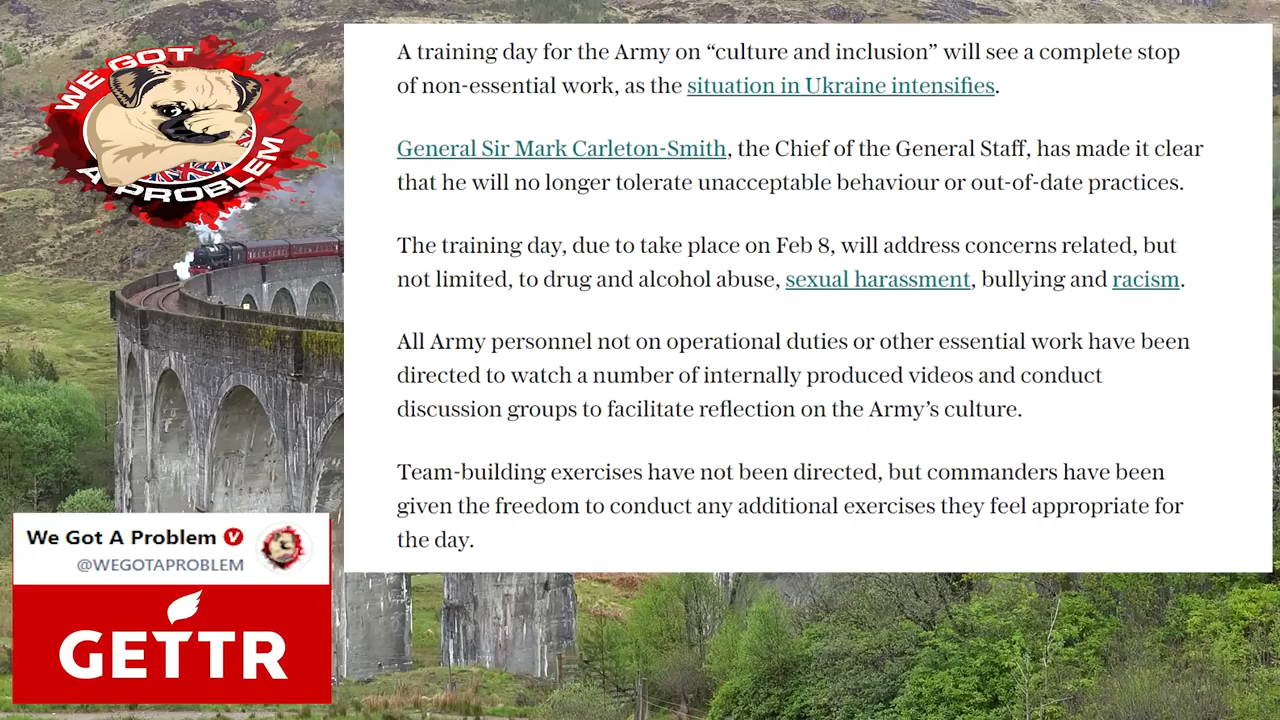 WE GOT
A PROBLEM
A training day for the Army on “culture and inclusion” will see a complete stop
of non-essential work, as the situation in Ukraine intensifies.
General Sir Mark Carleton-Smith, the Chief of the General Staff, has made it clear
that he will no longer tolerate unacceptable behaviour or out-of-date practices.
The training day, due to take place on Feb 8, will address concerns related, but
not limited, to drug and alcohol abuse, sexual harassment, bullying and racism.
All Army personnel not on operational duties or other essential work have been
directed to watch a number of internally produced videos and conduct
discussion groups to facilitate reflection on the Army’s culture.
Team-building exercises have not been directed, but commanders have been
given the freedom to conduct any additional exercises they feel appropriate for
the day.
We Got A Problem V
@WEGOTAPROBLEM
GETTR